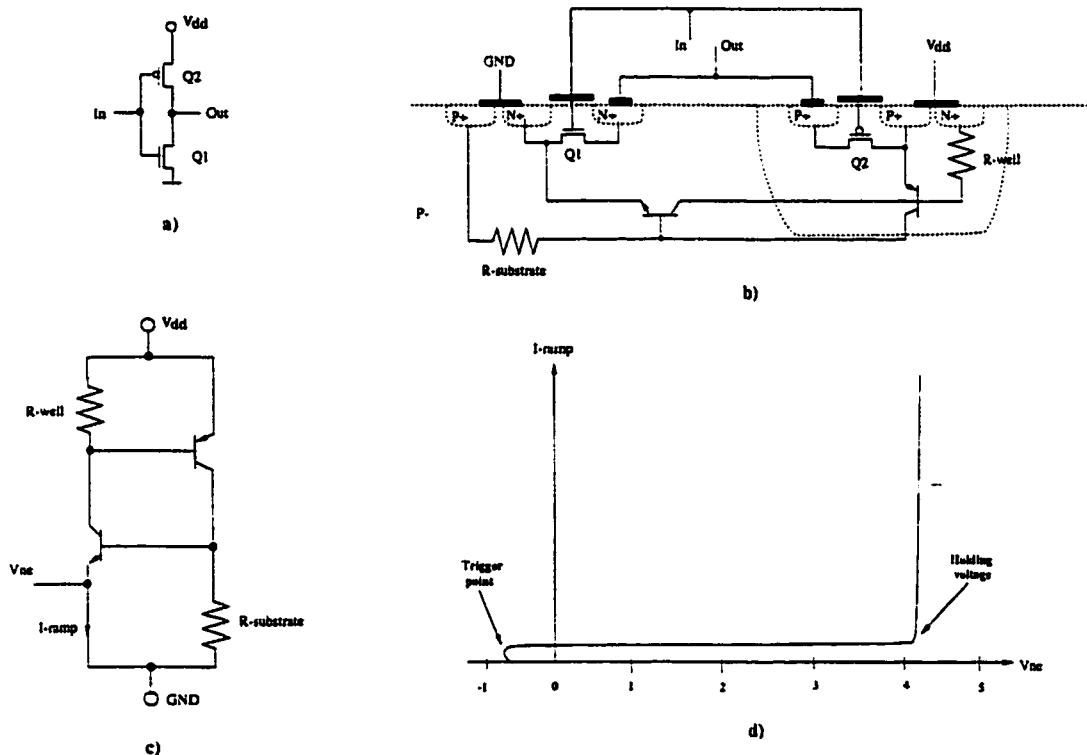 Vdd
Q2
In
Out
Q1
a)
In
Out
GND
Vdd
P+
N+
N+
P+
P+
N+
Q1
Q2
R-well
P-
R-substrate
b)
Vdd
R-well
Vne
I-ramp
R-substrate
GND
c)
I-ramp
Trigger
point
Holding
voltage
-1
0
1
2
3
4
5
Vne
d)